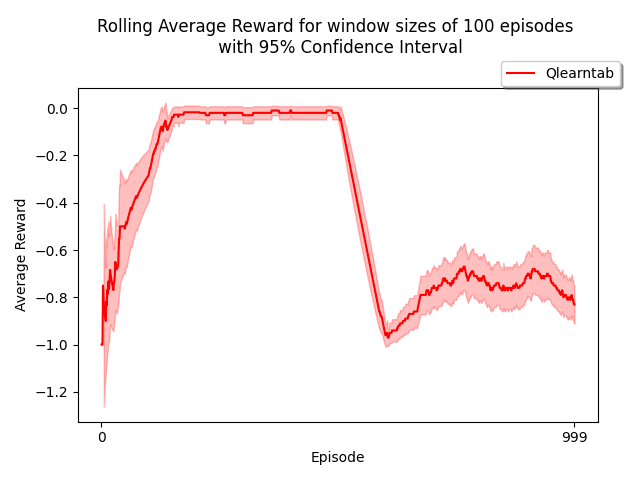 Rolling Average Reward for window sizes of 100 episodes
with 95% Confidence Interval
Qlearntab
0.0
−0.2
−0.4
−0.6
−0.8
−1.0
−1.2
Average Reward
0
999
Episode